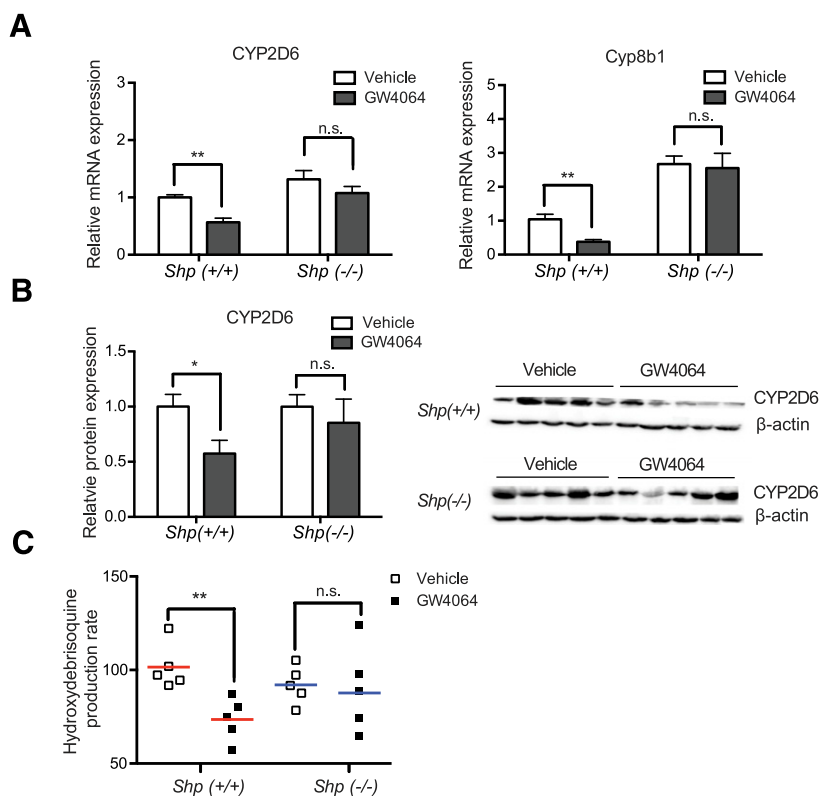 A
CYP2D6
Vehicle
GW4064
Relative mRNA expression
3
2
1
0
**
n.s.
Shp (+/+)
Shp (-/-)
Cyp8b1
Vehicle
GW4064
Relative mRNA expression
5
4
3
2
1
0
**
n.s.
Shp (+/+)
Shp (-/-)
B
CYP2D6
Vehicle
GW4064
Relatvie protein expression
1.5
1.0
0.5
0.0
*
n.s.
Shp(+/+)
Shp(-/-)
Vehicle
GW4064
Shp(+/+)
CYP2D6
β-actin
Vehicle
GW4064
Shp(-/-)
CYP2D6
β-actin
C
Vehicle
GW4064
Hydroxydebrisoquine
production rate
150
100
50
**
n.s.
Shp (+/+)
Shp (-/-)